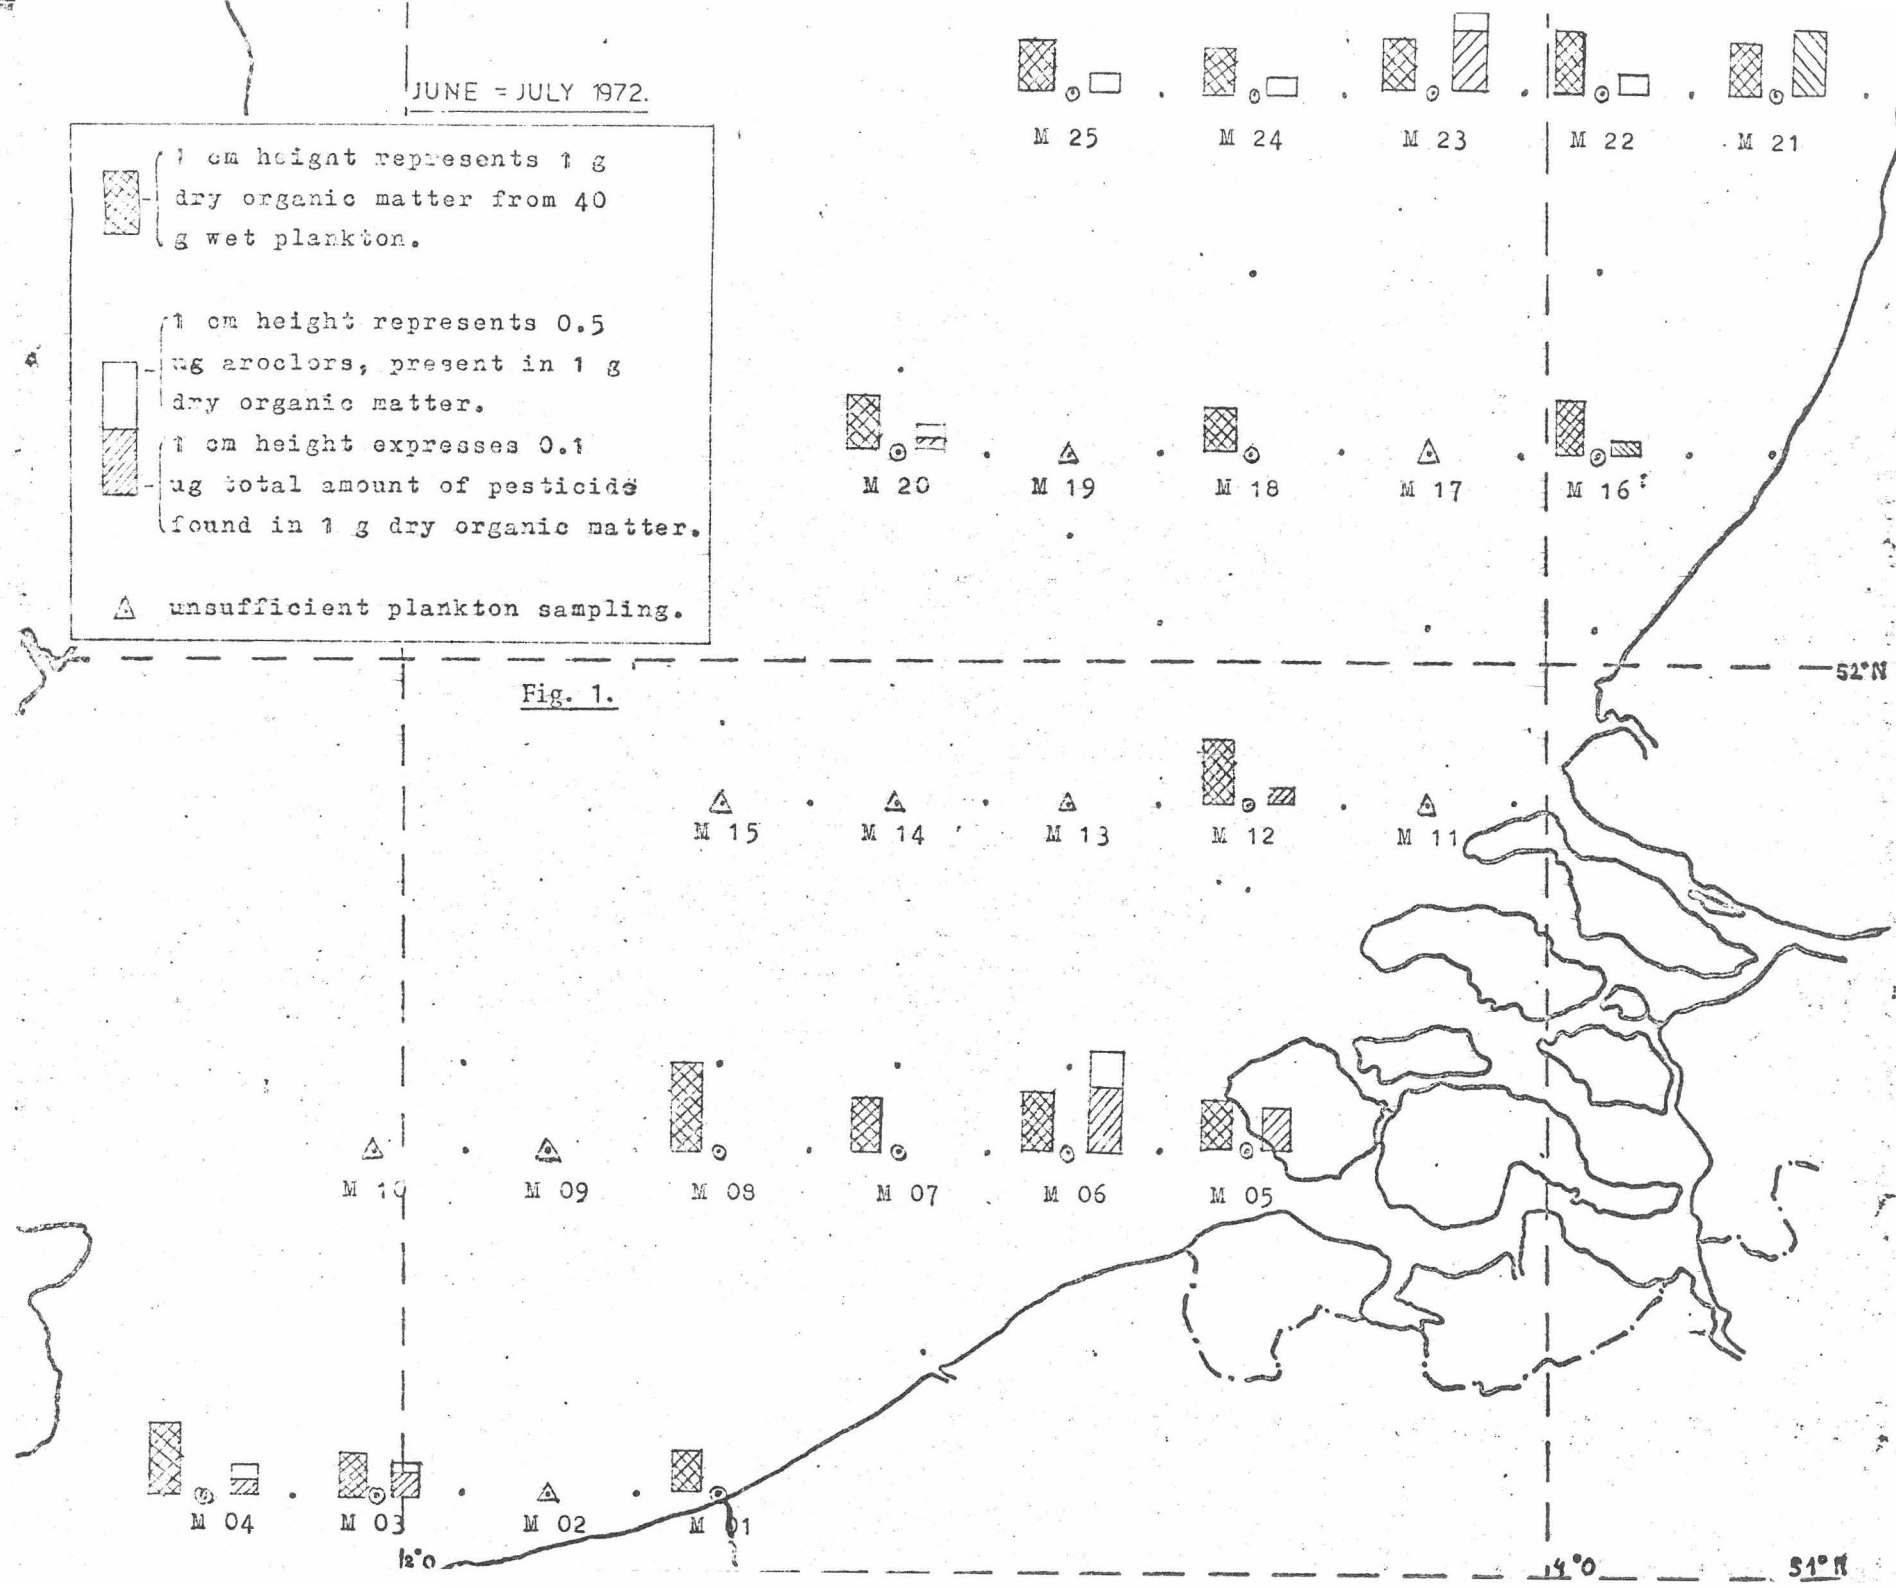 JUNE = JULY 1972.
1 cm height represents 1 g
dry organic matter from 40
g wet plankton.
1 cm height represents 0.5
ug aroclors, present in 1 g
dry organic matter.
1 cm height expresses 0.1
ug total amount of pesticide
found in 1 g dry organic matter.
unsufficient plankton sampling.
M 25 M 24 M 23 M 22 M 21
M 20 M 19 M 18 M 17 M 16
52°N
Fig. 1.
M 15 M 14 M 13 M 12 M 11
M 10 M 09 M 08 M 07 M 06 M 05
M 04 M 03 M 02 M 01
2°O 4°O 51°N